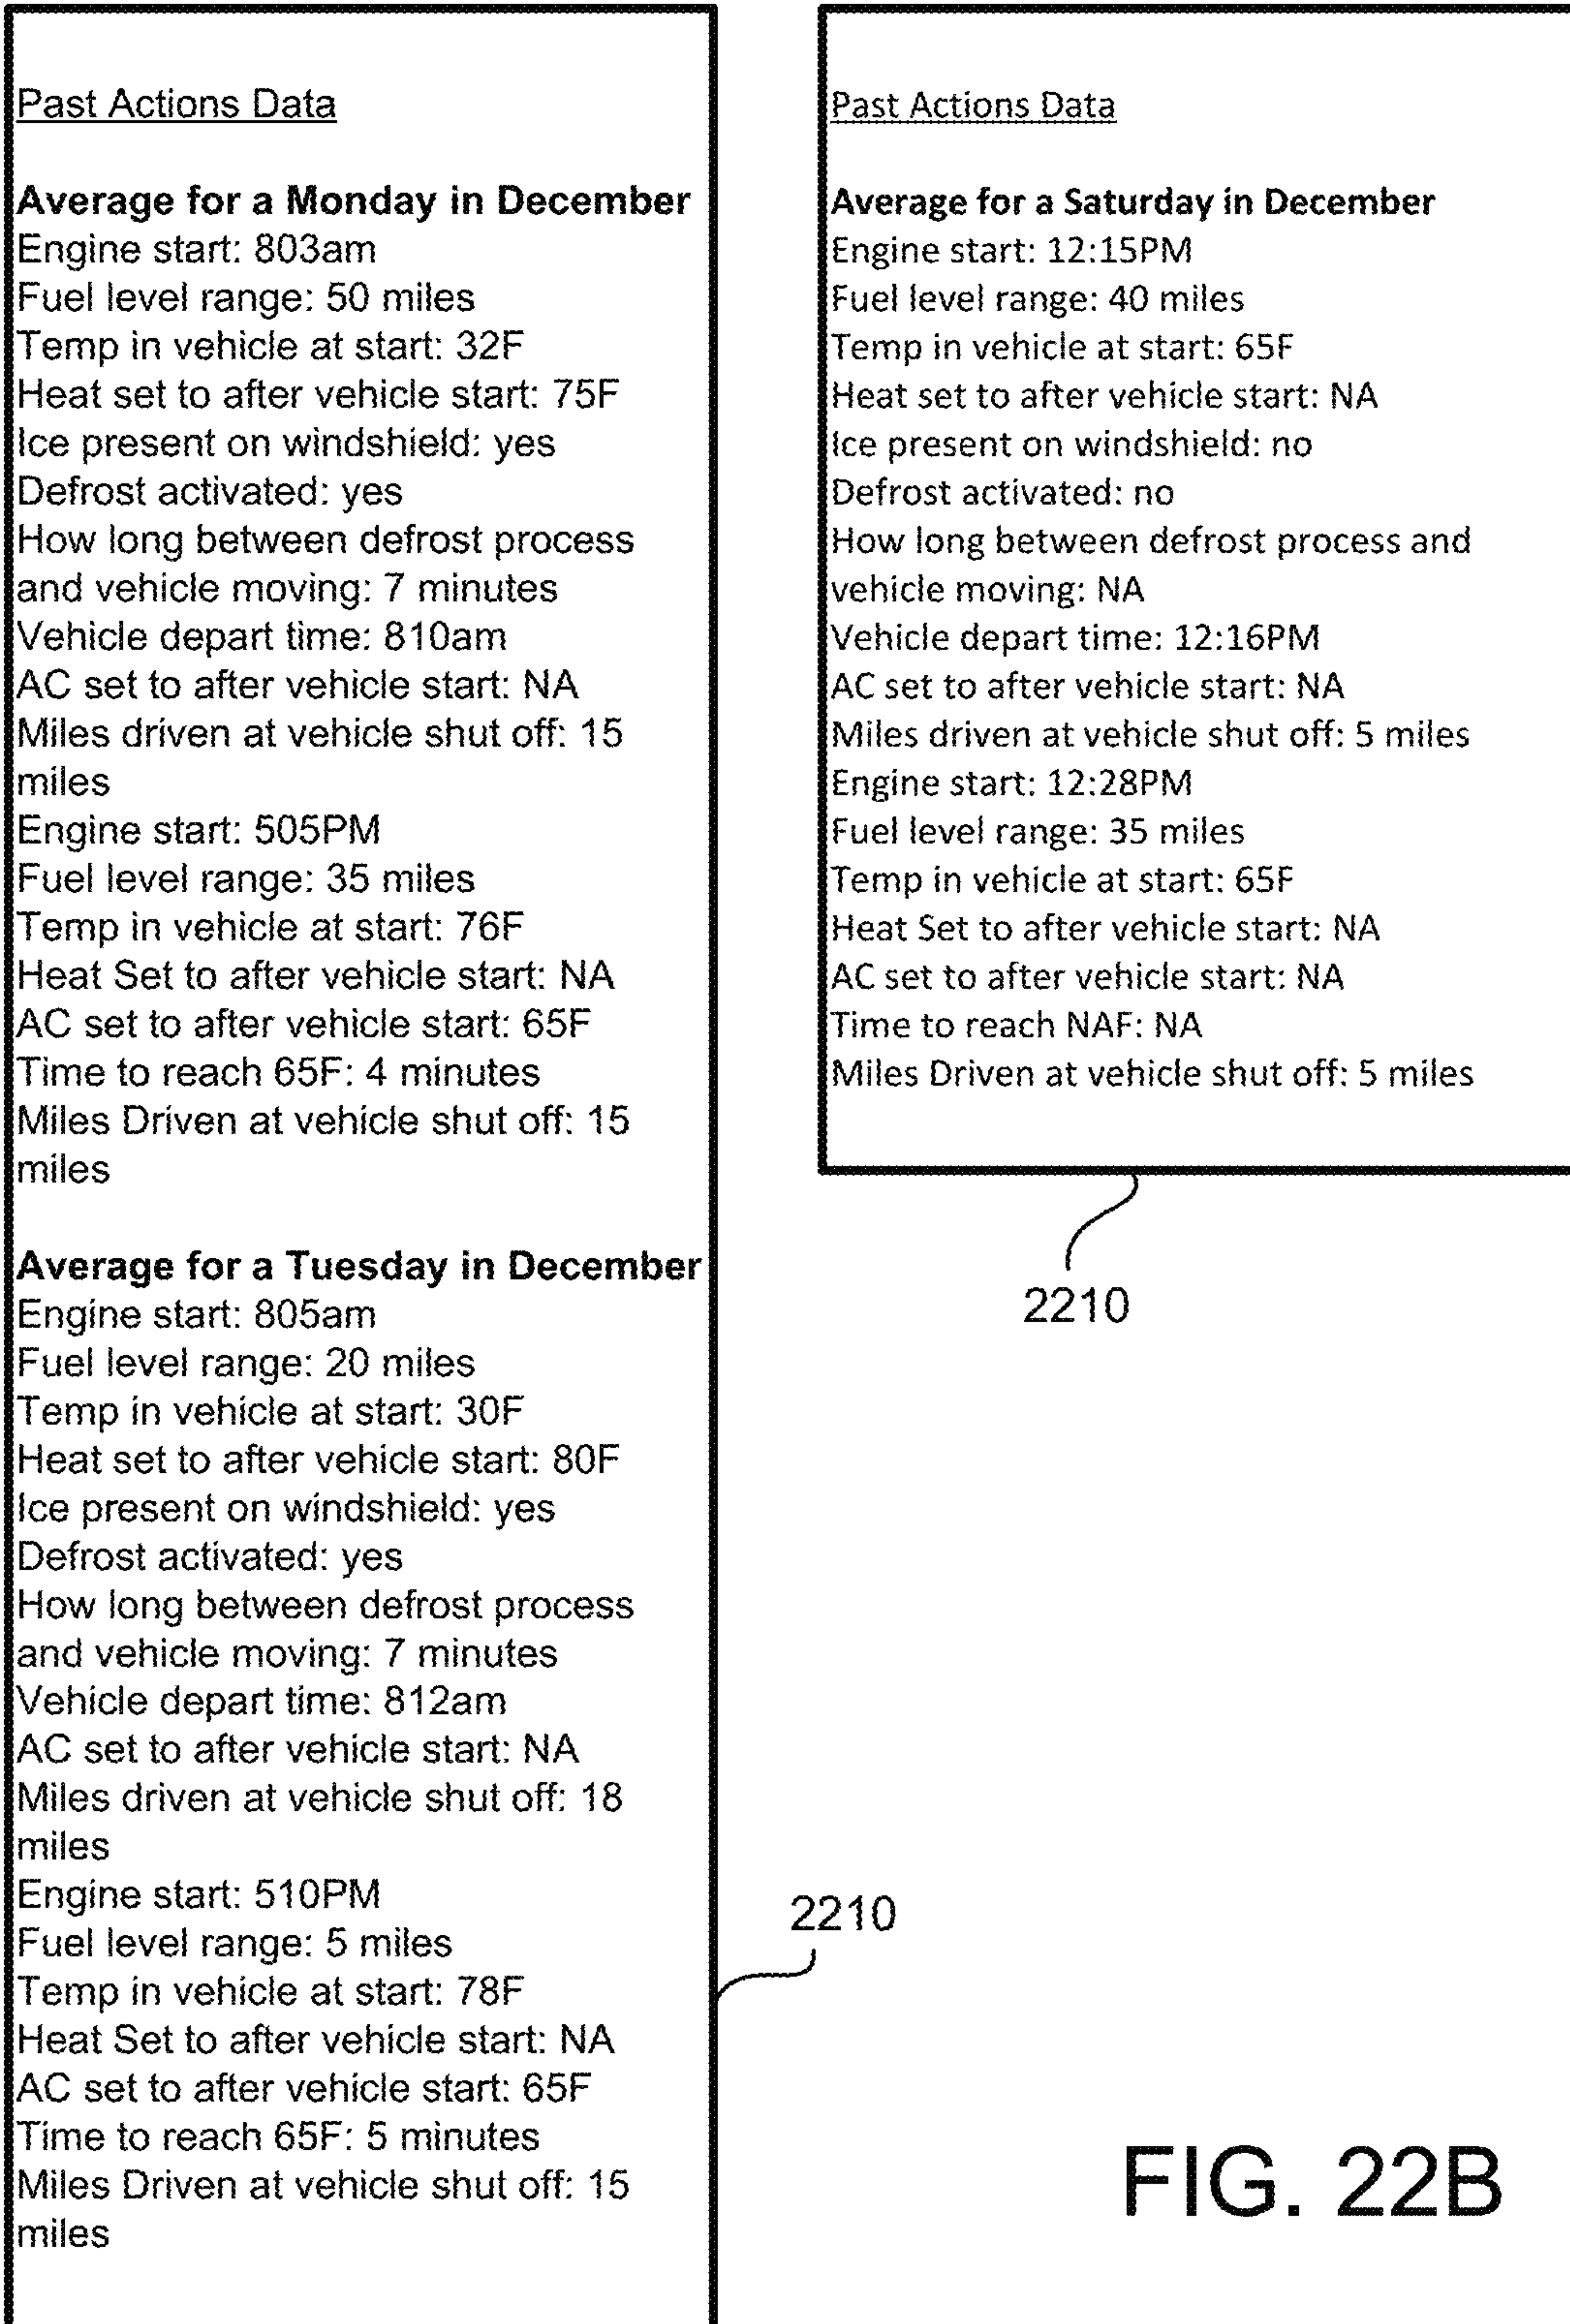 Past Actions Data
Average for a Monday in December
Engine start: 803am
Fuel level range: 50 miles
Temp in vehicle at start: 32F
Heat set to after vehicle start: 75F
Ice present on windshield: yes
Defrost activated: yes
How long between defrost process
and vehicle moving: 7 minutes
Vehicle depart time: 810am
AC set to after vehicle start: NA
Miles driven at vehicle shut off: 15
miles
Engine start: 505PM
Fuel level range: 35 miles
Temp in vehicle at start: 76F
Heat Set to after vehicle start: NA
AC set to after vehicle start: 65F
Time to reach 65F: 4 minutes
Miles Driven at vehicle shut off: 15
miles
Average for a Tuesday in December
Engine start: 805am
Fuel level range: 20 miles
Temp in vehicle at start: 30F
Heat set to after vehicle start: 80F
Ice present on windshield: yes
Defrost activated: yes
How long between defrost process
and vehicle moving: 7 minutes
Vehicle depart time: 812am
AC set to after vehicle start: NA
Miles driven at vehicle shut off: 18
miles
Engine start: 510PM
Fuel level range: 5 miles
Temp in vehicle at start: 78F
Heat Set to after vehicle start: NA
AC set to after vehicle start: 65F
Time to reach 65F: 5 minutes
Miles Driven at vehicle shut off: 15
miles
2210
Past Actions Data
Average for a Saturday in December
Engine start: 12:15PM
Fuel level range: 40 miles
Temp in vehicle at start: 65F
Heat set to after vehicle start: NA
Ice present on windshield: no
Defrost activated: no
How long between defrost process and
vehicle moving: NA
Vehicle depart time: 12:16PM
AC set to after vehicle start: NA
Miles driven at vehicle shut off: 5 miles
Engine start: 12:28PM
Fuel level range: 35 miles
Temp in vehicle at start: 65F
Heat Set to after vehicle start: NA
AC set to after vehicle start: NA
Time to reach NAF: NA
Miles Driven at vehicle shut off: 5 miles
2210
FIG. 22B